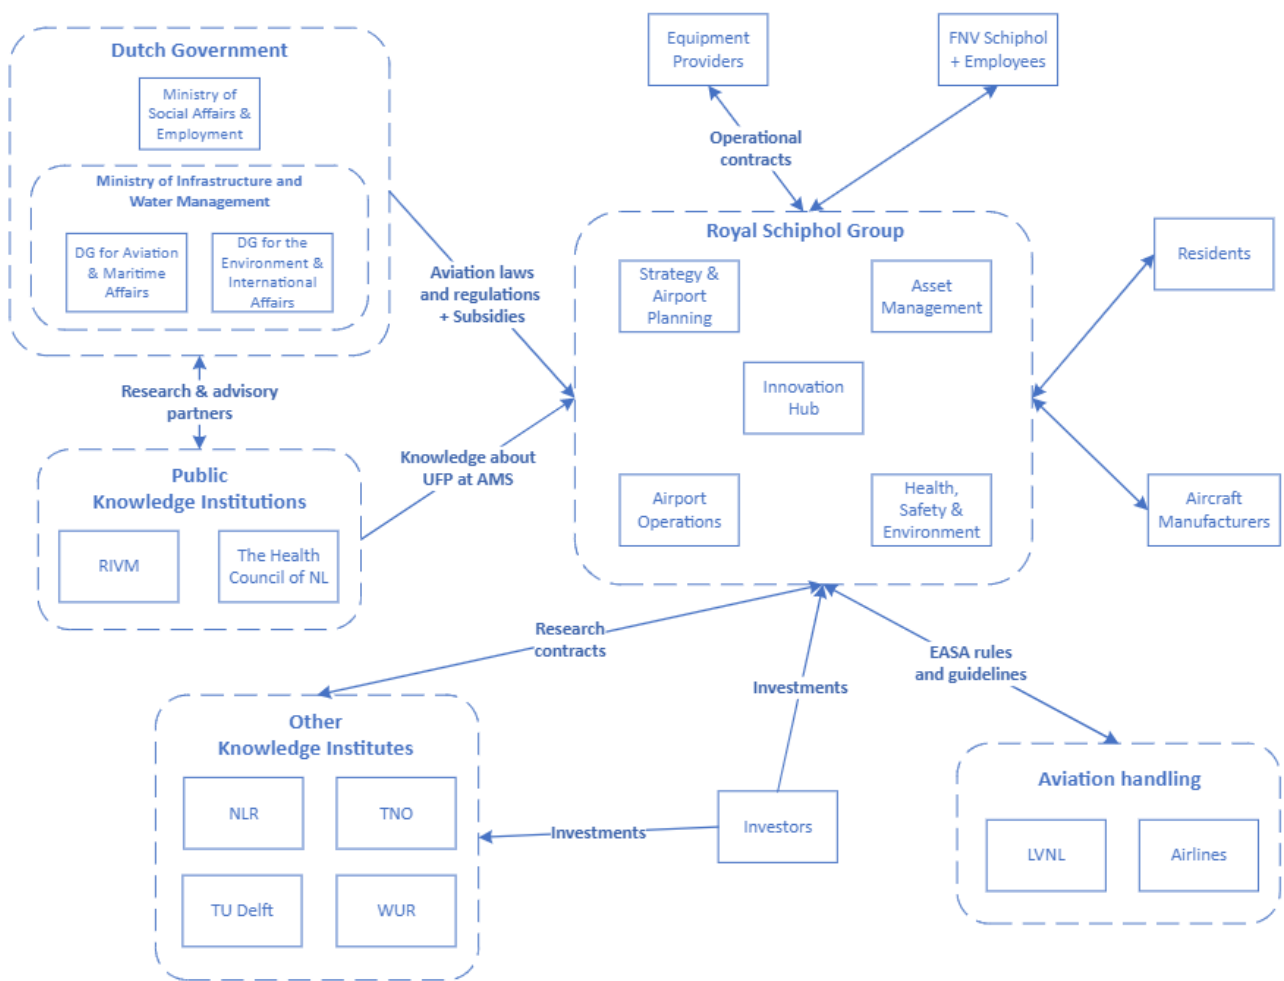 Dutch Government
Ministry of
Social Affairs &
Employment
Ministry of Infrastructure and
Water Management
DG for Aviation
& Maritime
Affairs
DG for the
Environment &
International
Affairs
Research & advisory
partners
Public
Knowledge Institutions
RIVM
The Health
Council of NL
Aviation laws
and regulations
+ Subsidies
Knowledge about
UFP at AMS
Equipment
Providers
FNV Schiphol
+ Employees
Operational
contracts
Royal Schiphol Group
Strategy &
Airport
Planning
Asset
Management
Innovation
Hub
Airport
Operations
Health,
Safety &
Environment
Residents
Aircraft
Manufacturers
Research
contracts
Investments
EASA rules
and guidelines
Other
Knowledge Institutes
NLR
TNO
TU Delft
WUR
Investments
Investors
Aviation handling
LVNL
Airlines